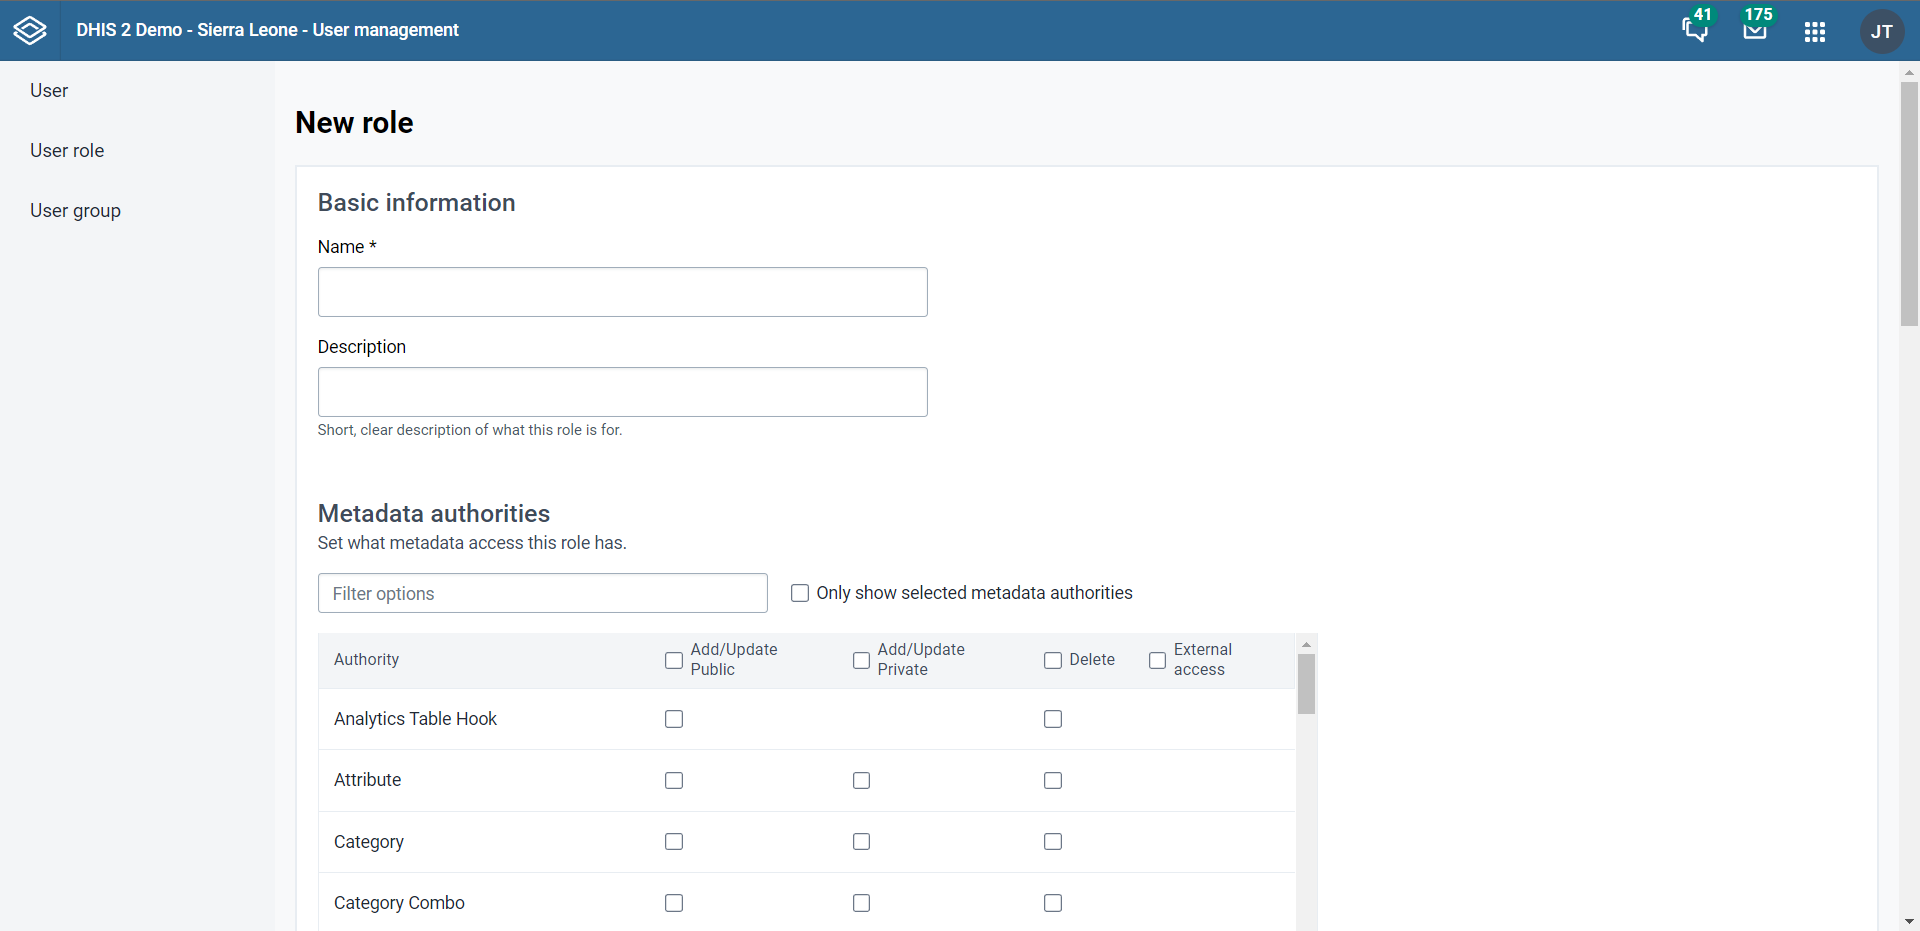 DHIS 2 Demo - Sierra Leone - User management
41
175
JT
User
User role
User group
New role
Basic information
Name *
Description
Short, clear description of what this role is for.
Metadata authorities
Set what metadata access this role has.
Filter options
Only show selected metadata authorities
Authority
Add/Update
Public
Add/Update
Private
Delete
External
access
Analytics Table Hook
Attribute
Category
Category Combo